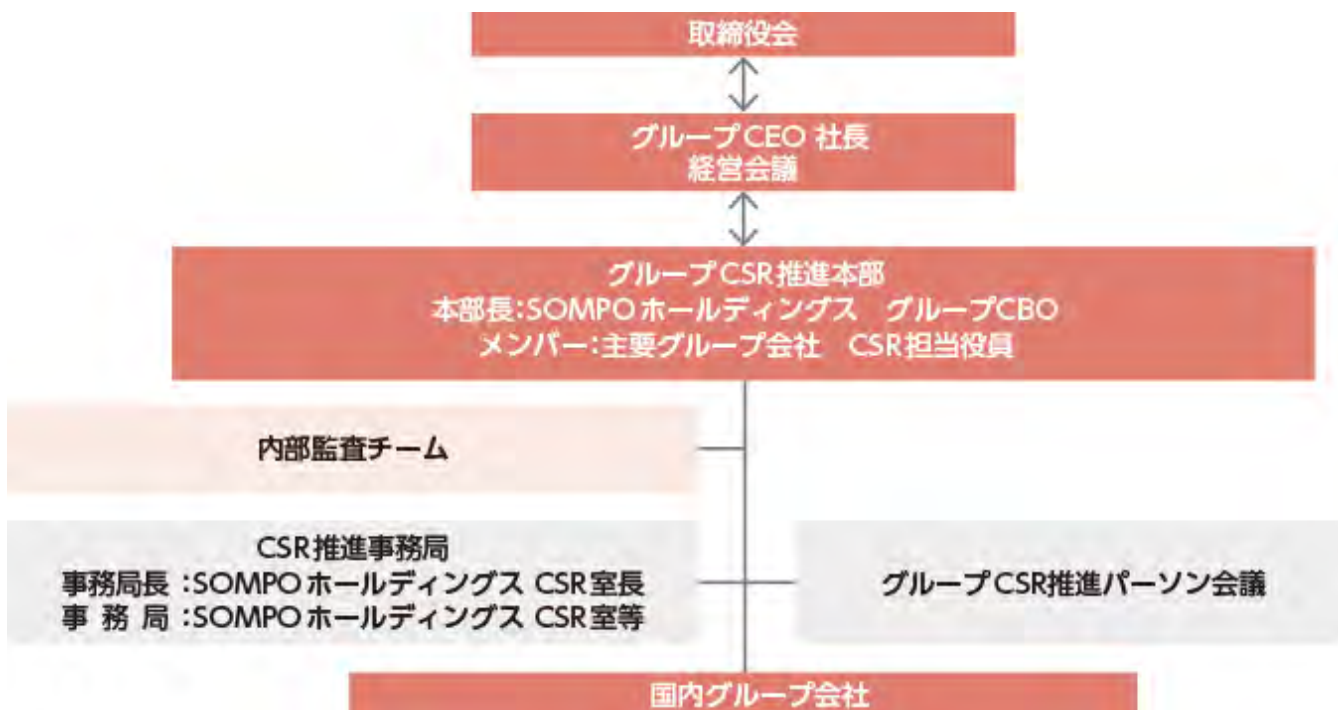 取締役会
グループCEO 社長
経営会議
グループCSR推進本部
本部長:SOMPOホールディングス　グループCBO
メンバー:主要グループ会社　CSR担当役員
内部監査チーム
CSR推進事務局
事務局長 :SOMPOホールディングス CSR室長
事 務 局 :SOMPOホールディングス CSR室等
グループCSR推進パーソン会議
国内グループ会社